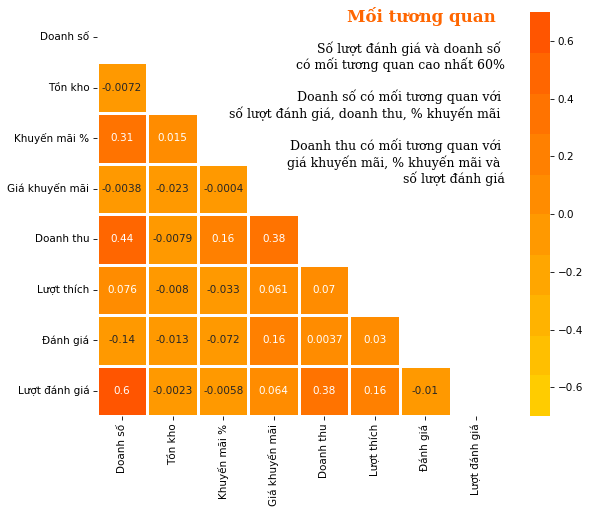 Mối tương quan
Số lượt đánh giá và doanh số
có mối tương quan cao nhất 60%
Doanh số có mối tương quan với
số lượt đánh giá, doanh thu, % khuyến mãi
Doanh thu có mối tương quan với
giá khuyến mãi, % khuyến mãi và
số lượt đánh giá
Doanh số
Tồn kho -0.0072
Khuyến mãi % 0.31 0.015
Giá khuyến mãi -0.0038 -0.023 -0.0004
Doanh thu 0.44 -0.0079 0.16 0.38
Lượt thích 0.076 -0.008 -0.033 0.061 0.07
Đánh giá -0.14 -0.013 -0.072 0.16 0.0037 0.03
Lượt đánh giá 0.6 -0.0023 -0.0058 0.064 0.38 0.16 -0.01
Doanh số
Tồn kho
Khuyến mãi %
Giá khuyến mãi
Doanh thu
Lượt thích
Đánh giá
Lượt đánh giá
0.6
0.4
0.2
0.0
−0.2
−0.4
−0.6